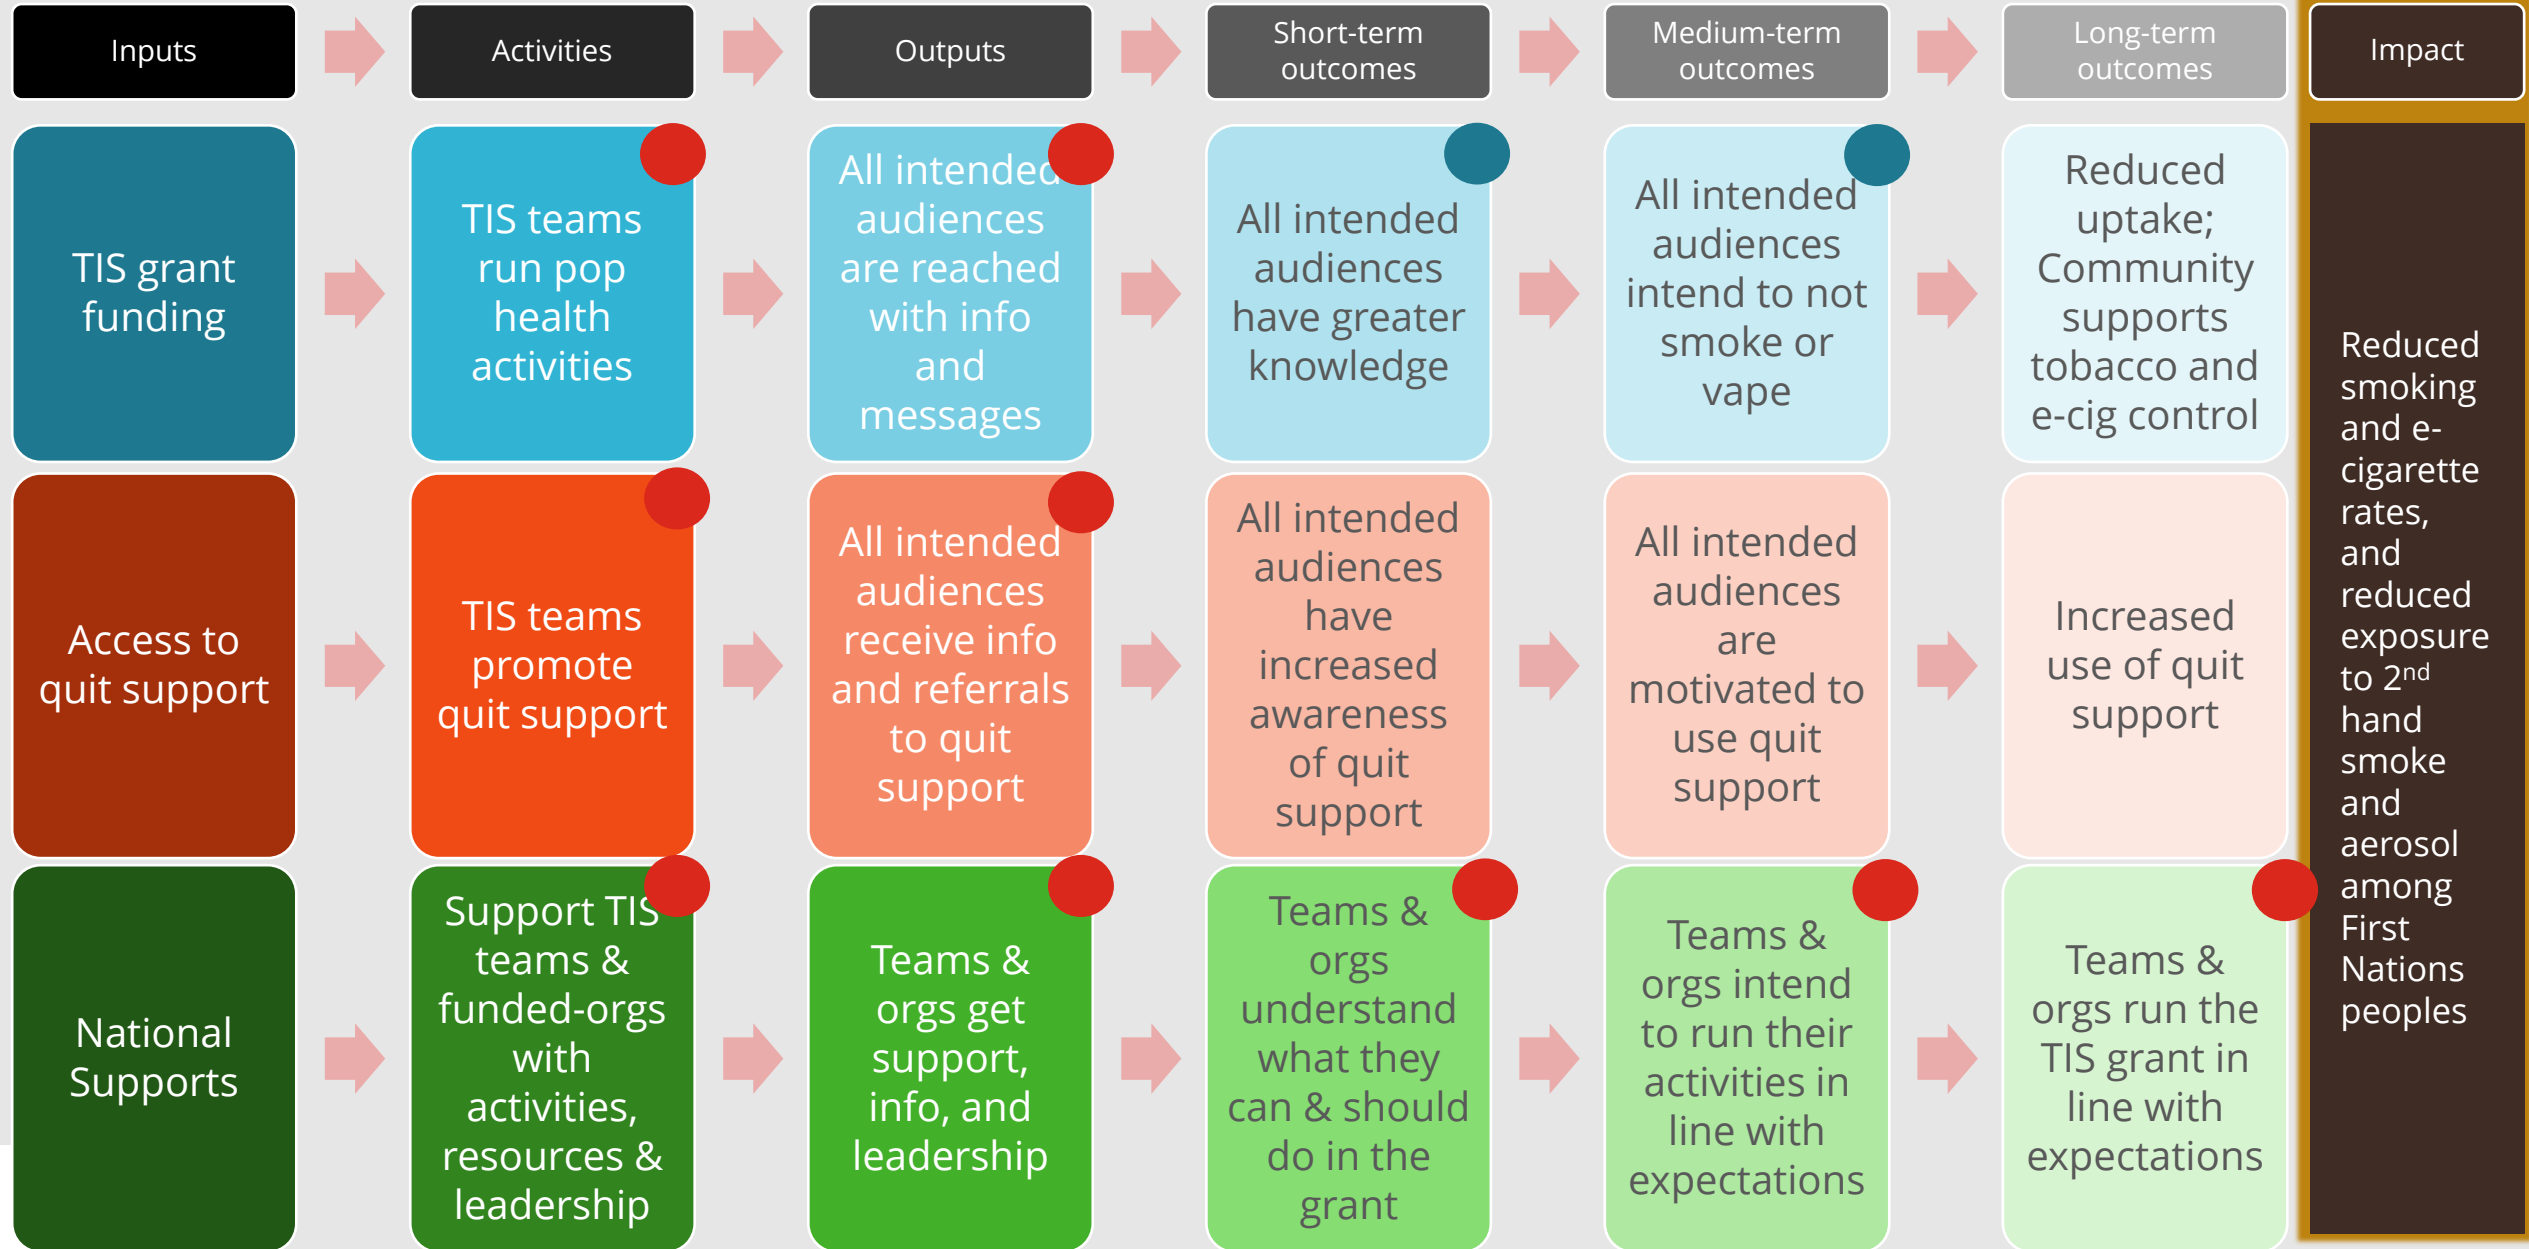 Inputs
Activities
Outputs
Short-term
outcomes
Medium-term
outcomes
Long-term
outcomes
Impact
TIS grant
funding
TIS teams
run pop
health
activities
All intended
audiences
are reached
with info
and
messages
All intended
audiences
have greater
knowledge
All intended
audiences
intend to not
smoke or
vape
Reduced
uptake;
Community
supports
tobacco and
e-cig control
Access to
quit support
TIS teams
promote
quit support
All intended
audiences
receive info
and referrals
to quit
support
All intended
audiences
have
increased
awareness
of quit
support
All intended
audiences
are
motivated to
use quit
support
Increased
use of quit
support
National
Supports
Support TIS
teams &
funded-orgs
with
activities,
resources &
leadership
Teams &
orgs get
support,
info, and
leadership
Teams &
orgs
understand
what they
can & should
do in the
grant
Teams &
orgs intend
to run their
activities in
line with
expectations
Teams &
orgs run the
TIS grant in
line with
expectations
Reduced
smoking
and e-
cigarette
rates,
and
reduced
exposure
to 2nd
hand
smoke
and
aerosol
among
First
Nations
peoples